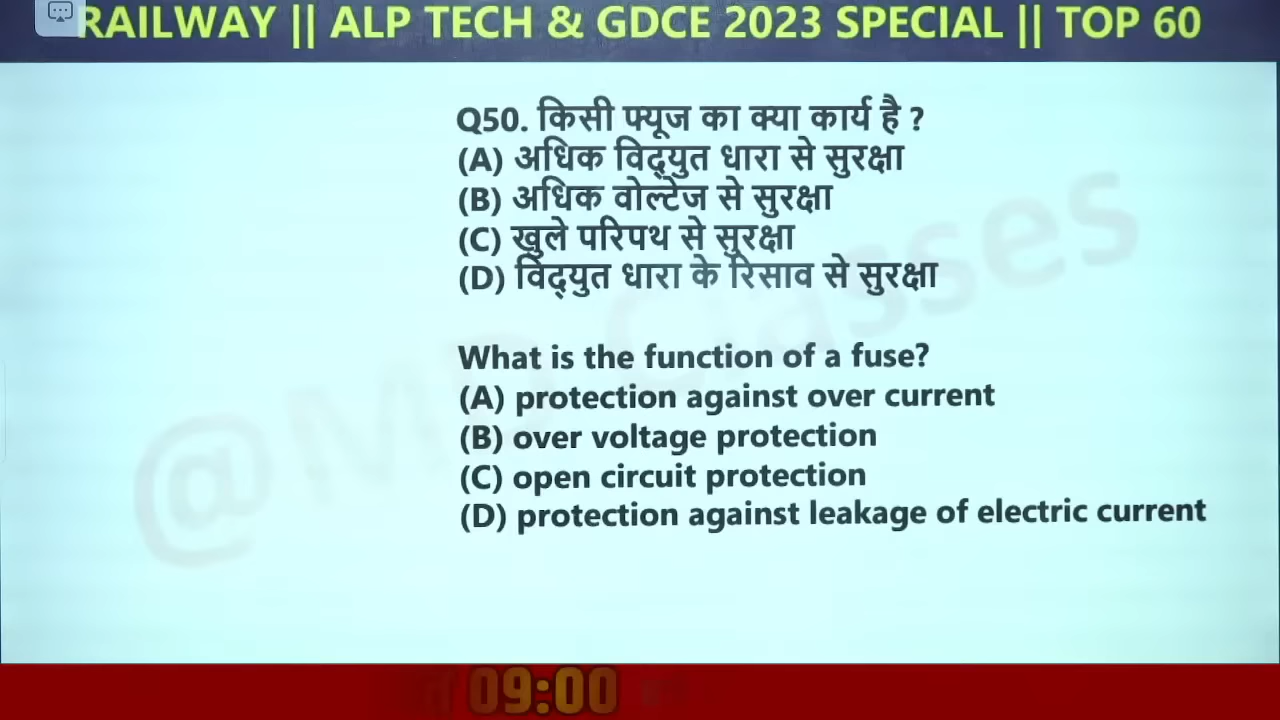 RAILWAY || ALP TECH & GDCE 2023 SPECIAL || TOP 60
Q50. किसी फ्यूज का क्या कार्य है ?
(A) अधिक विद्युत धारा से सुरक्षा
(B) अधिक वोल्टेज से सुरक्षा
(C) खुले परिपथ से सुरक्षा
(D) विद्युत धारा के रिसाव से सुरक्षा
What is the function of a fuse?
(A) protection against over current
(B) over voltage protection
(C) open circuit protection
(D) protection against leakage of electric current
@MD Classes
09:00